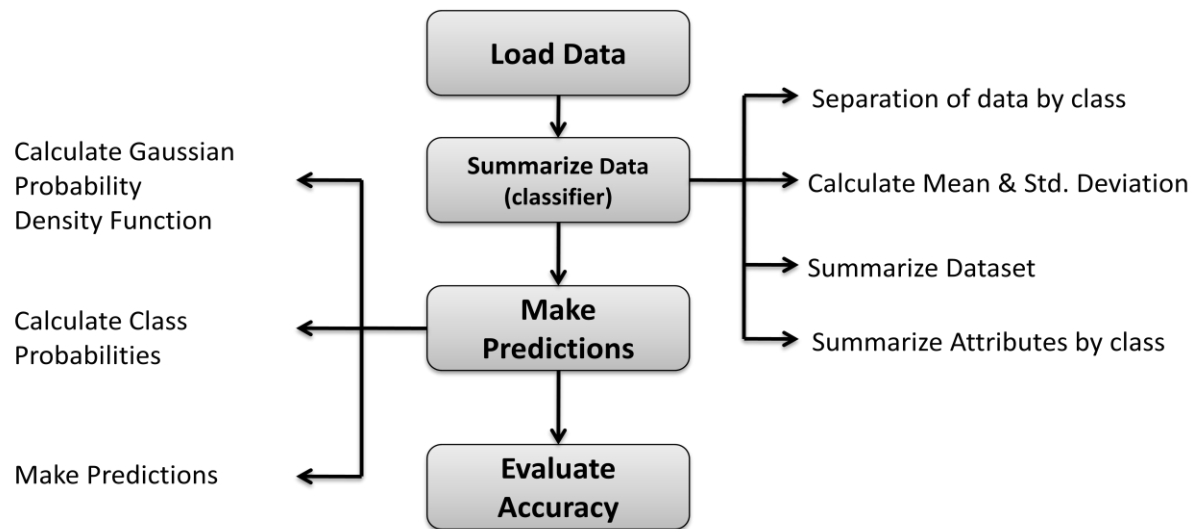 Load Data
Summarize Data
(classifier)
Separation of data by class
Calculate Mean & Std. Deviation
Summarize Dataset
Summarize Attributes by class
Make
Predictions
Calculate Gaussian
Probability
Density Function
Calculate Class
Probabilities
Make Predictions
Evaluate
Accuracy